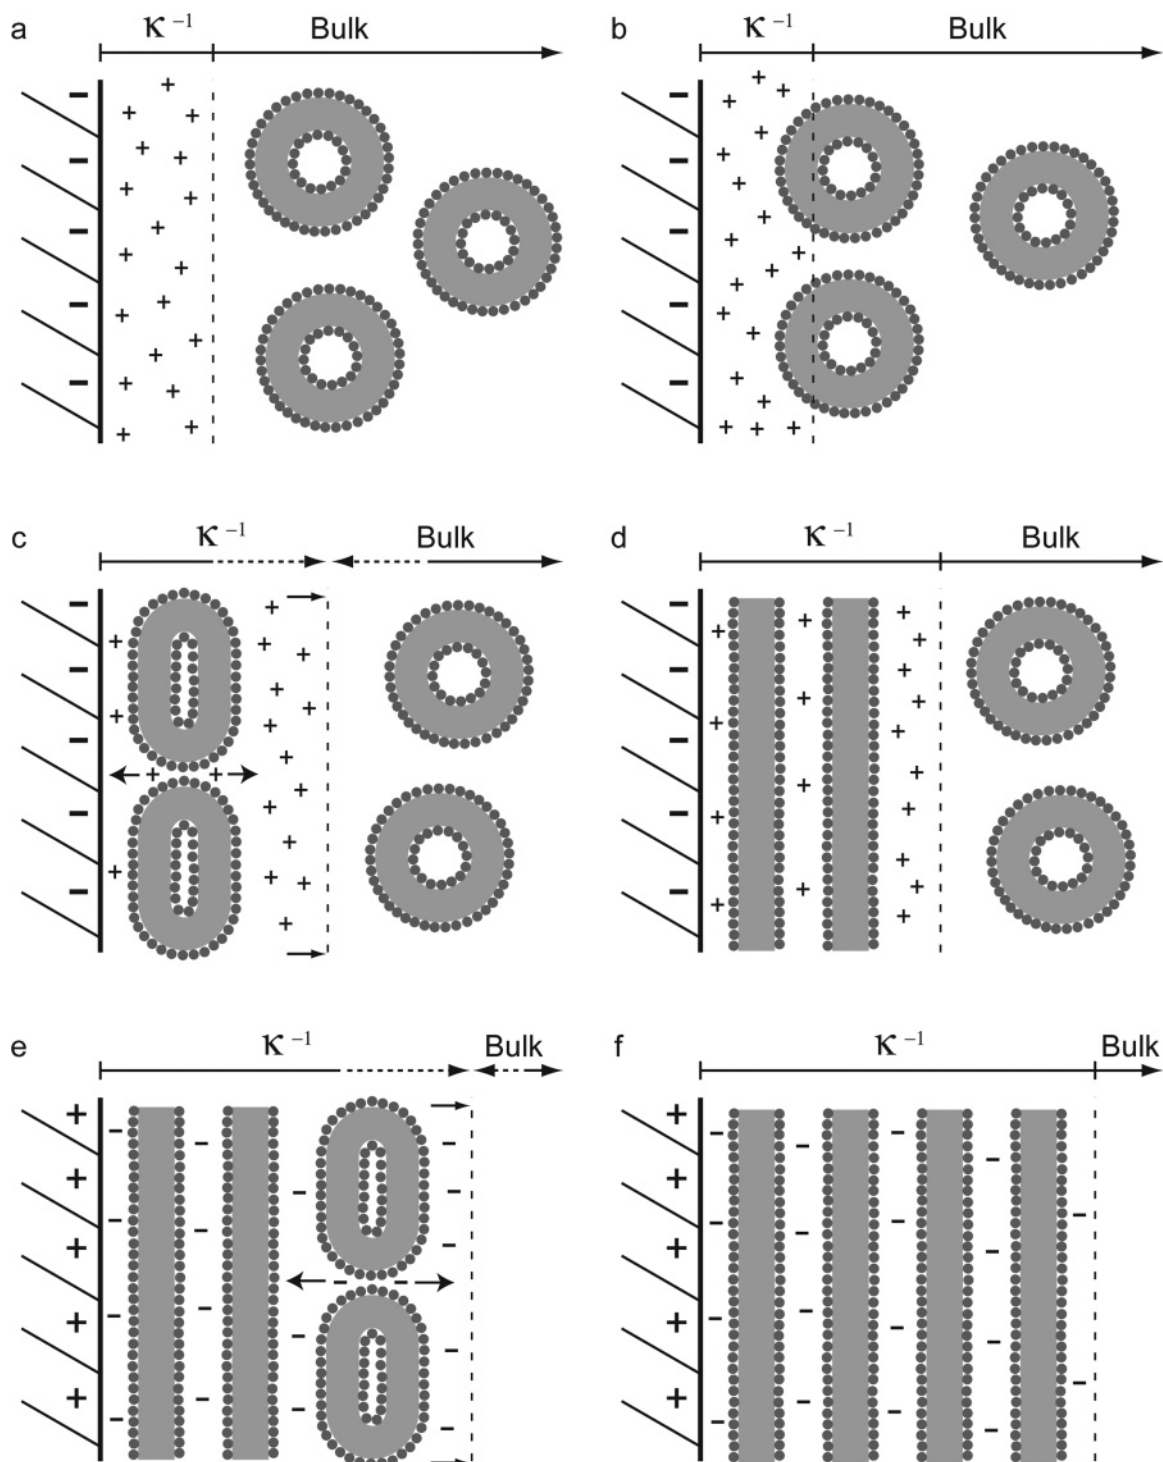 a κ⁻¹ Bulk
b κ⁻¹ Bulk
c κ⁻¹ Bulk
d κ⁻¹ Bulk
e κ⁻¹ Bulk
f κ⁻¹ Bulk